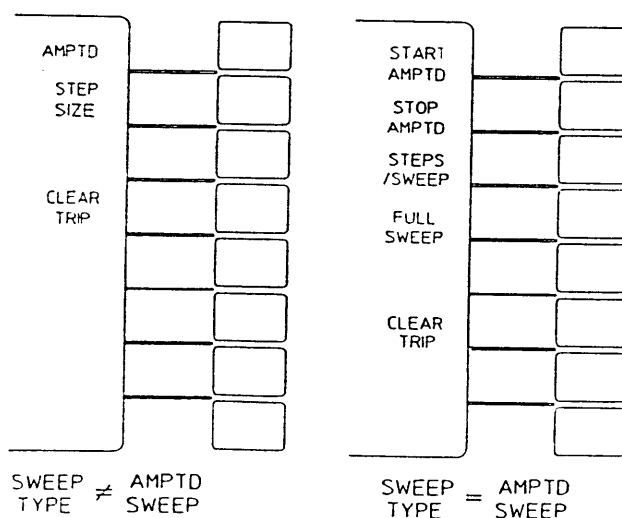 AMPTD
STEP
SIZE
CLEAR
TRIP
SWEEP TYPE ≠ AMPTD SWEEP
START
AMPTD
STOP
AMPTD
STEPS
/SWEEP
FULL
SWEEP
CLEAR
TRIP
SWEEP TYPE = AMPTD SWEEP